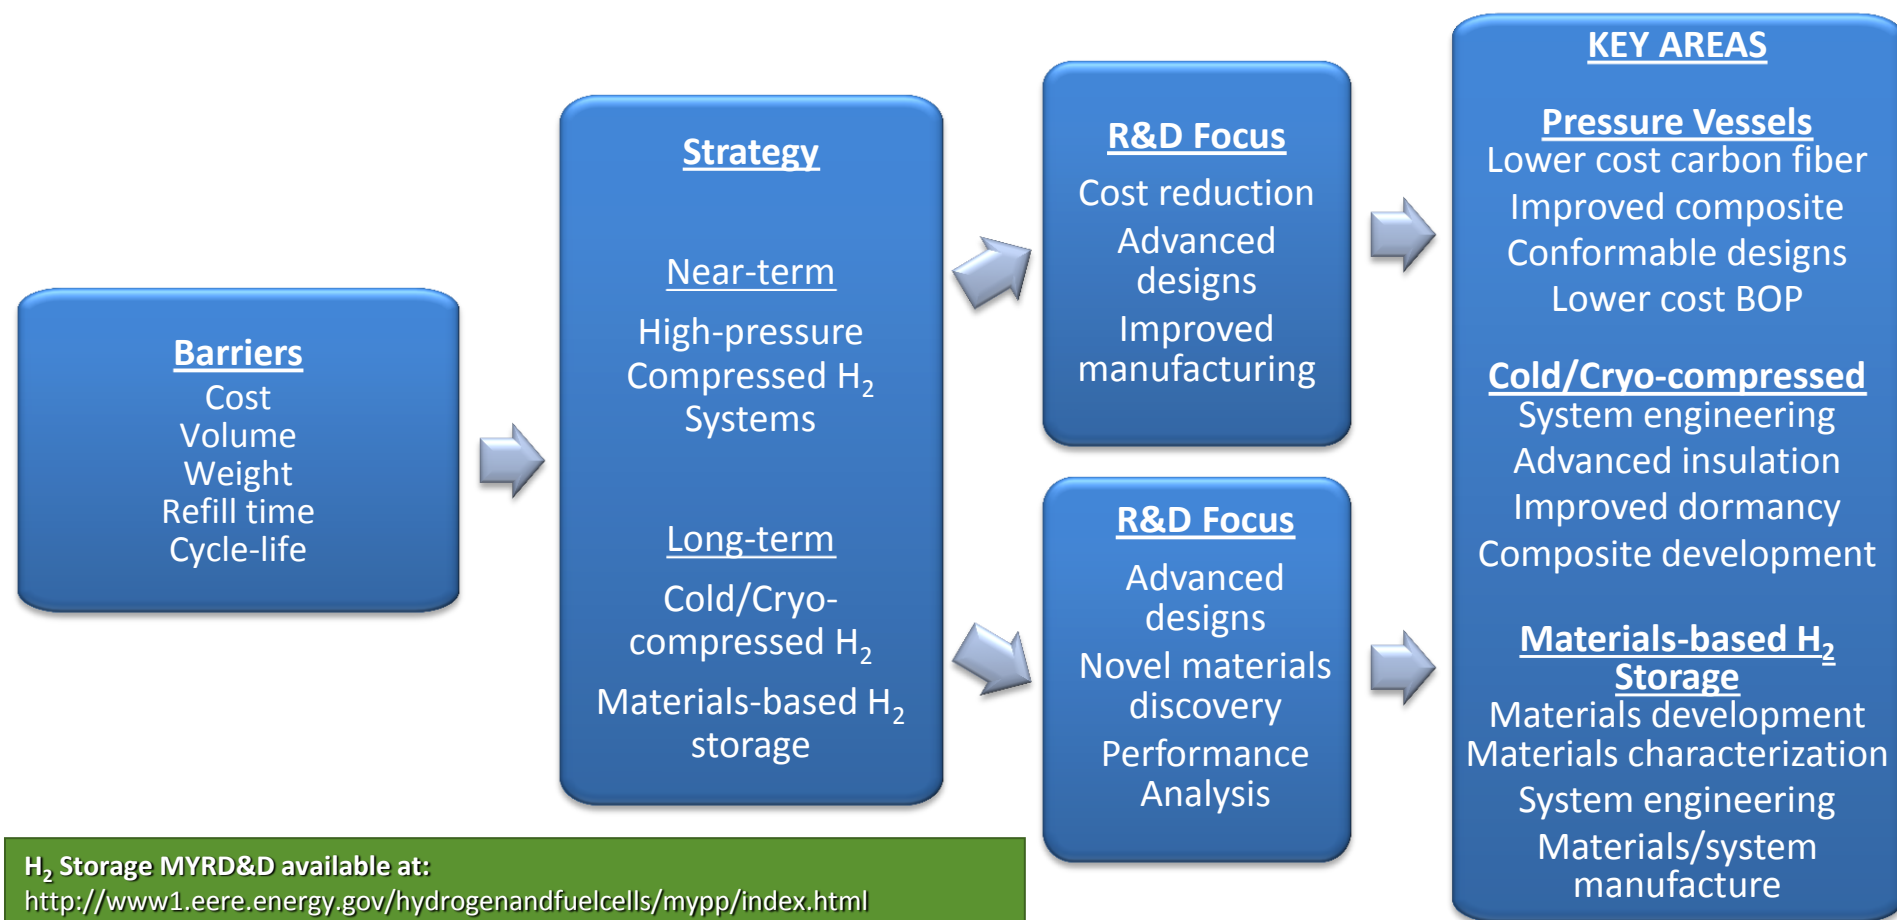 Barriers
Cost
Volume
Weight
Refill time
Cycle-life
Strategy
Near-term
High-pressure
Compressed H₂
Systems
Long-term
Cold/Cryo-
compressed H₂
Materials-based H₂
storage
R&D Focus
Cost reduction
Advanced
designs
Improved
manufacturing
R&D Focus
Advanced
designs
Novel materials
discovery
Performance
Analysis
KEY AREAS
Pressure Vessels
Lower cost carbon fiber
Improved composite
Conformable designs
Lower cost BOP
Cold/Cryo-compressed
System engineering
Advanced insulation
Improved dormancy
Composite development
Materials-based H₂
Storage
Materials development
Materials characterization
System engineering
Materials/system
manufacture
H₂ Storage MYRD&D available at:
http://www1.eere.energy.gov/hydrogenandfuelcells/mypp/index.html